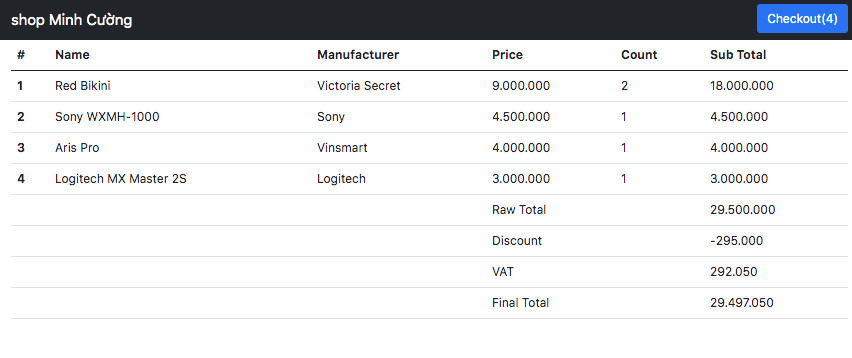 shop Minh Cường Checkout(4)
# Name Manufacturer Price Count Sub Total
1 Red Bikini Victoria Secret 9.000.000 2 18.000.000
2 Sony WXMH-1000 Sony 4.500.000 1 4.500.000
3 Aris Pro Vinsmart 4.000.000 1 4.000.000
4 Logitech MX Master 2S Logitech 3.000.000 1 3.000.000
Raw Total 29.500.000
Discount -295.000
VAT 292.050
Final Total 29.497.050